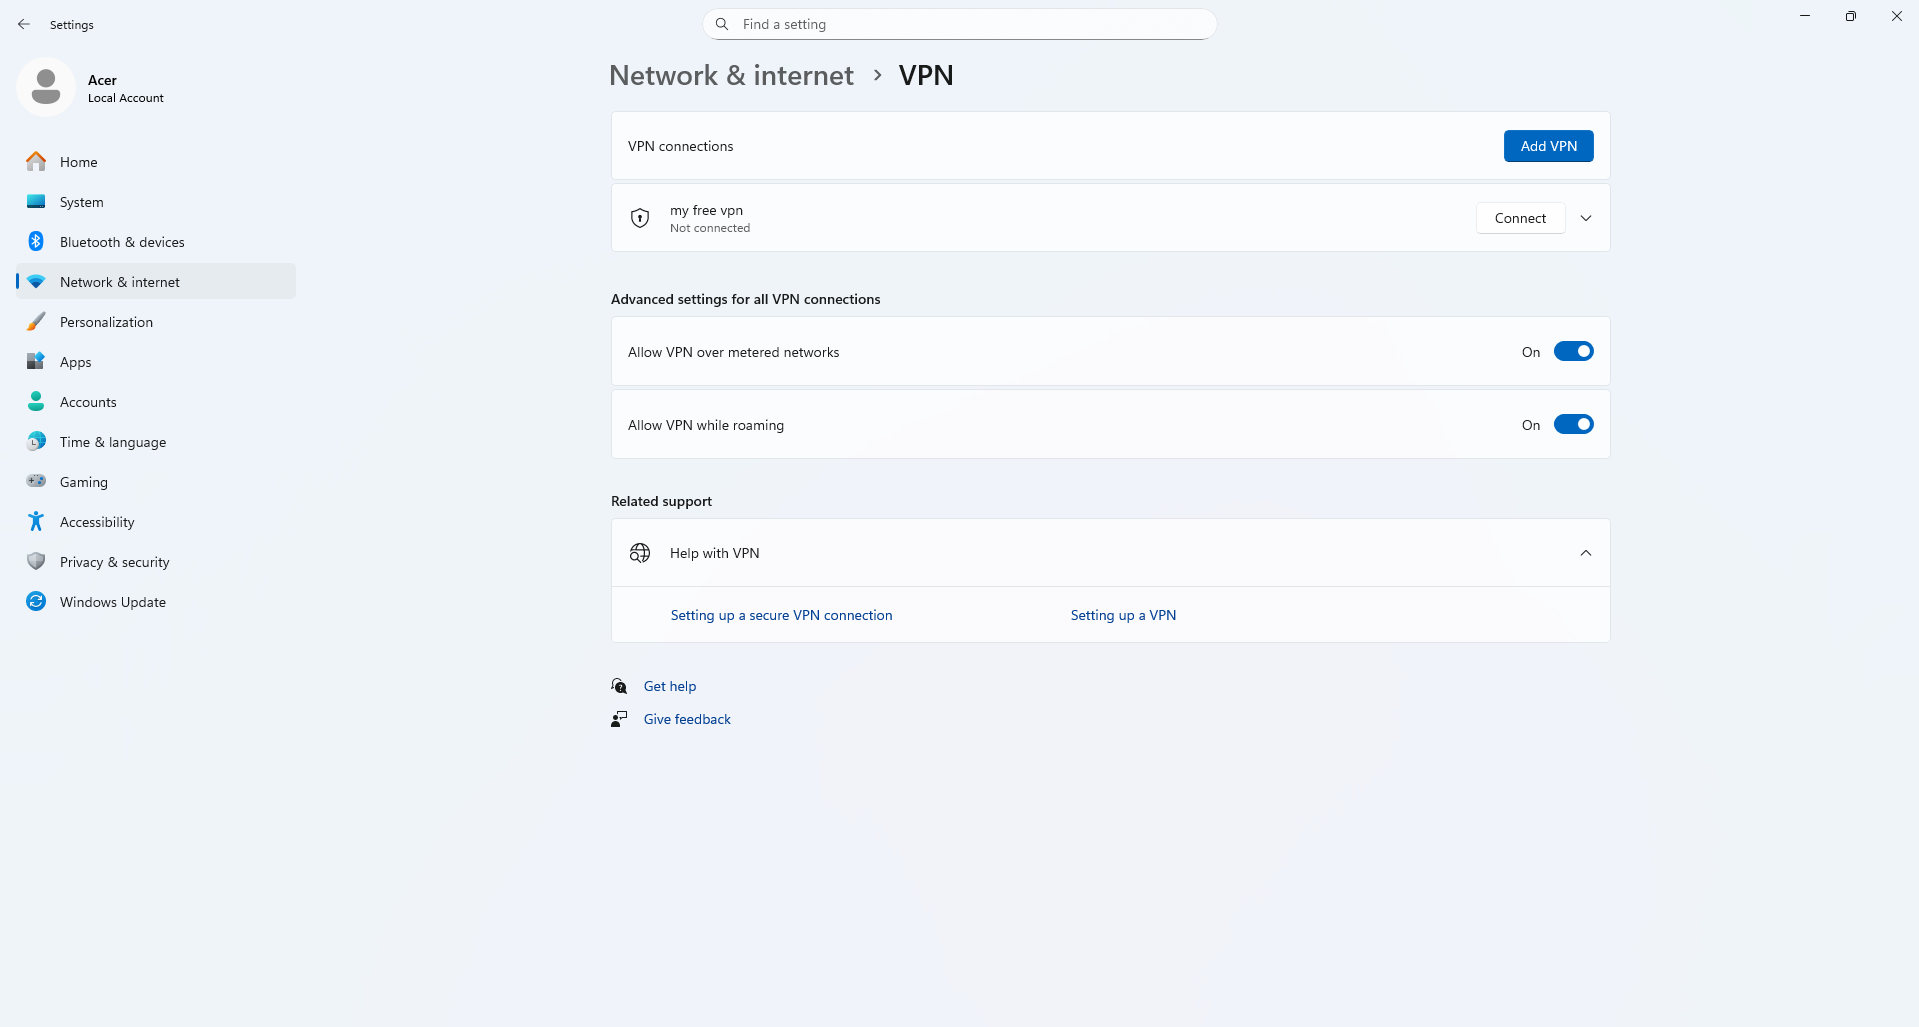 Settings
Find a setting
Acer
Local Account
Home
System
Bluetooth & devices
Network & internet
Personalization
Apps
Accounts
Time & language
Gaming
Accessibility
Privacy & security
Windows Update
Network & internet > VPN
VPN connections
Add VPN
my free vpn
Not connected
Connect
Advanced settings for all VPN connections
Allow VPN over metered networks
On
Allow VPN while roaming
On
Related support
Help with VPN
Setting up a secure VPN connection
Setting up a VPN
Get help
Give feedback